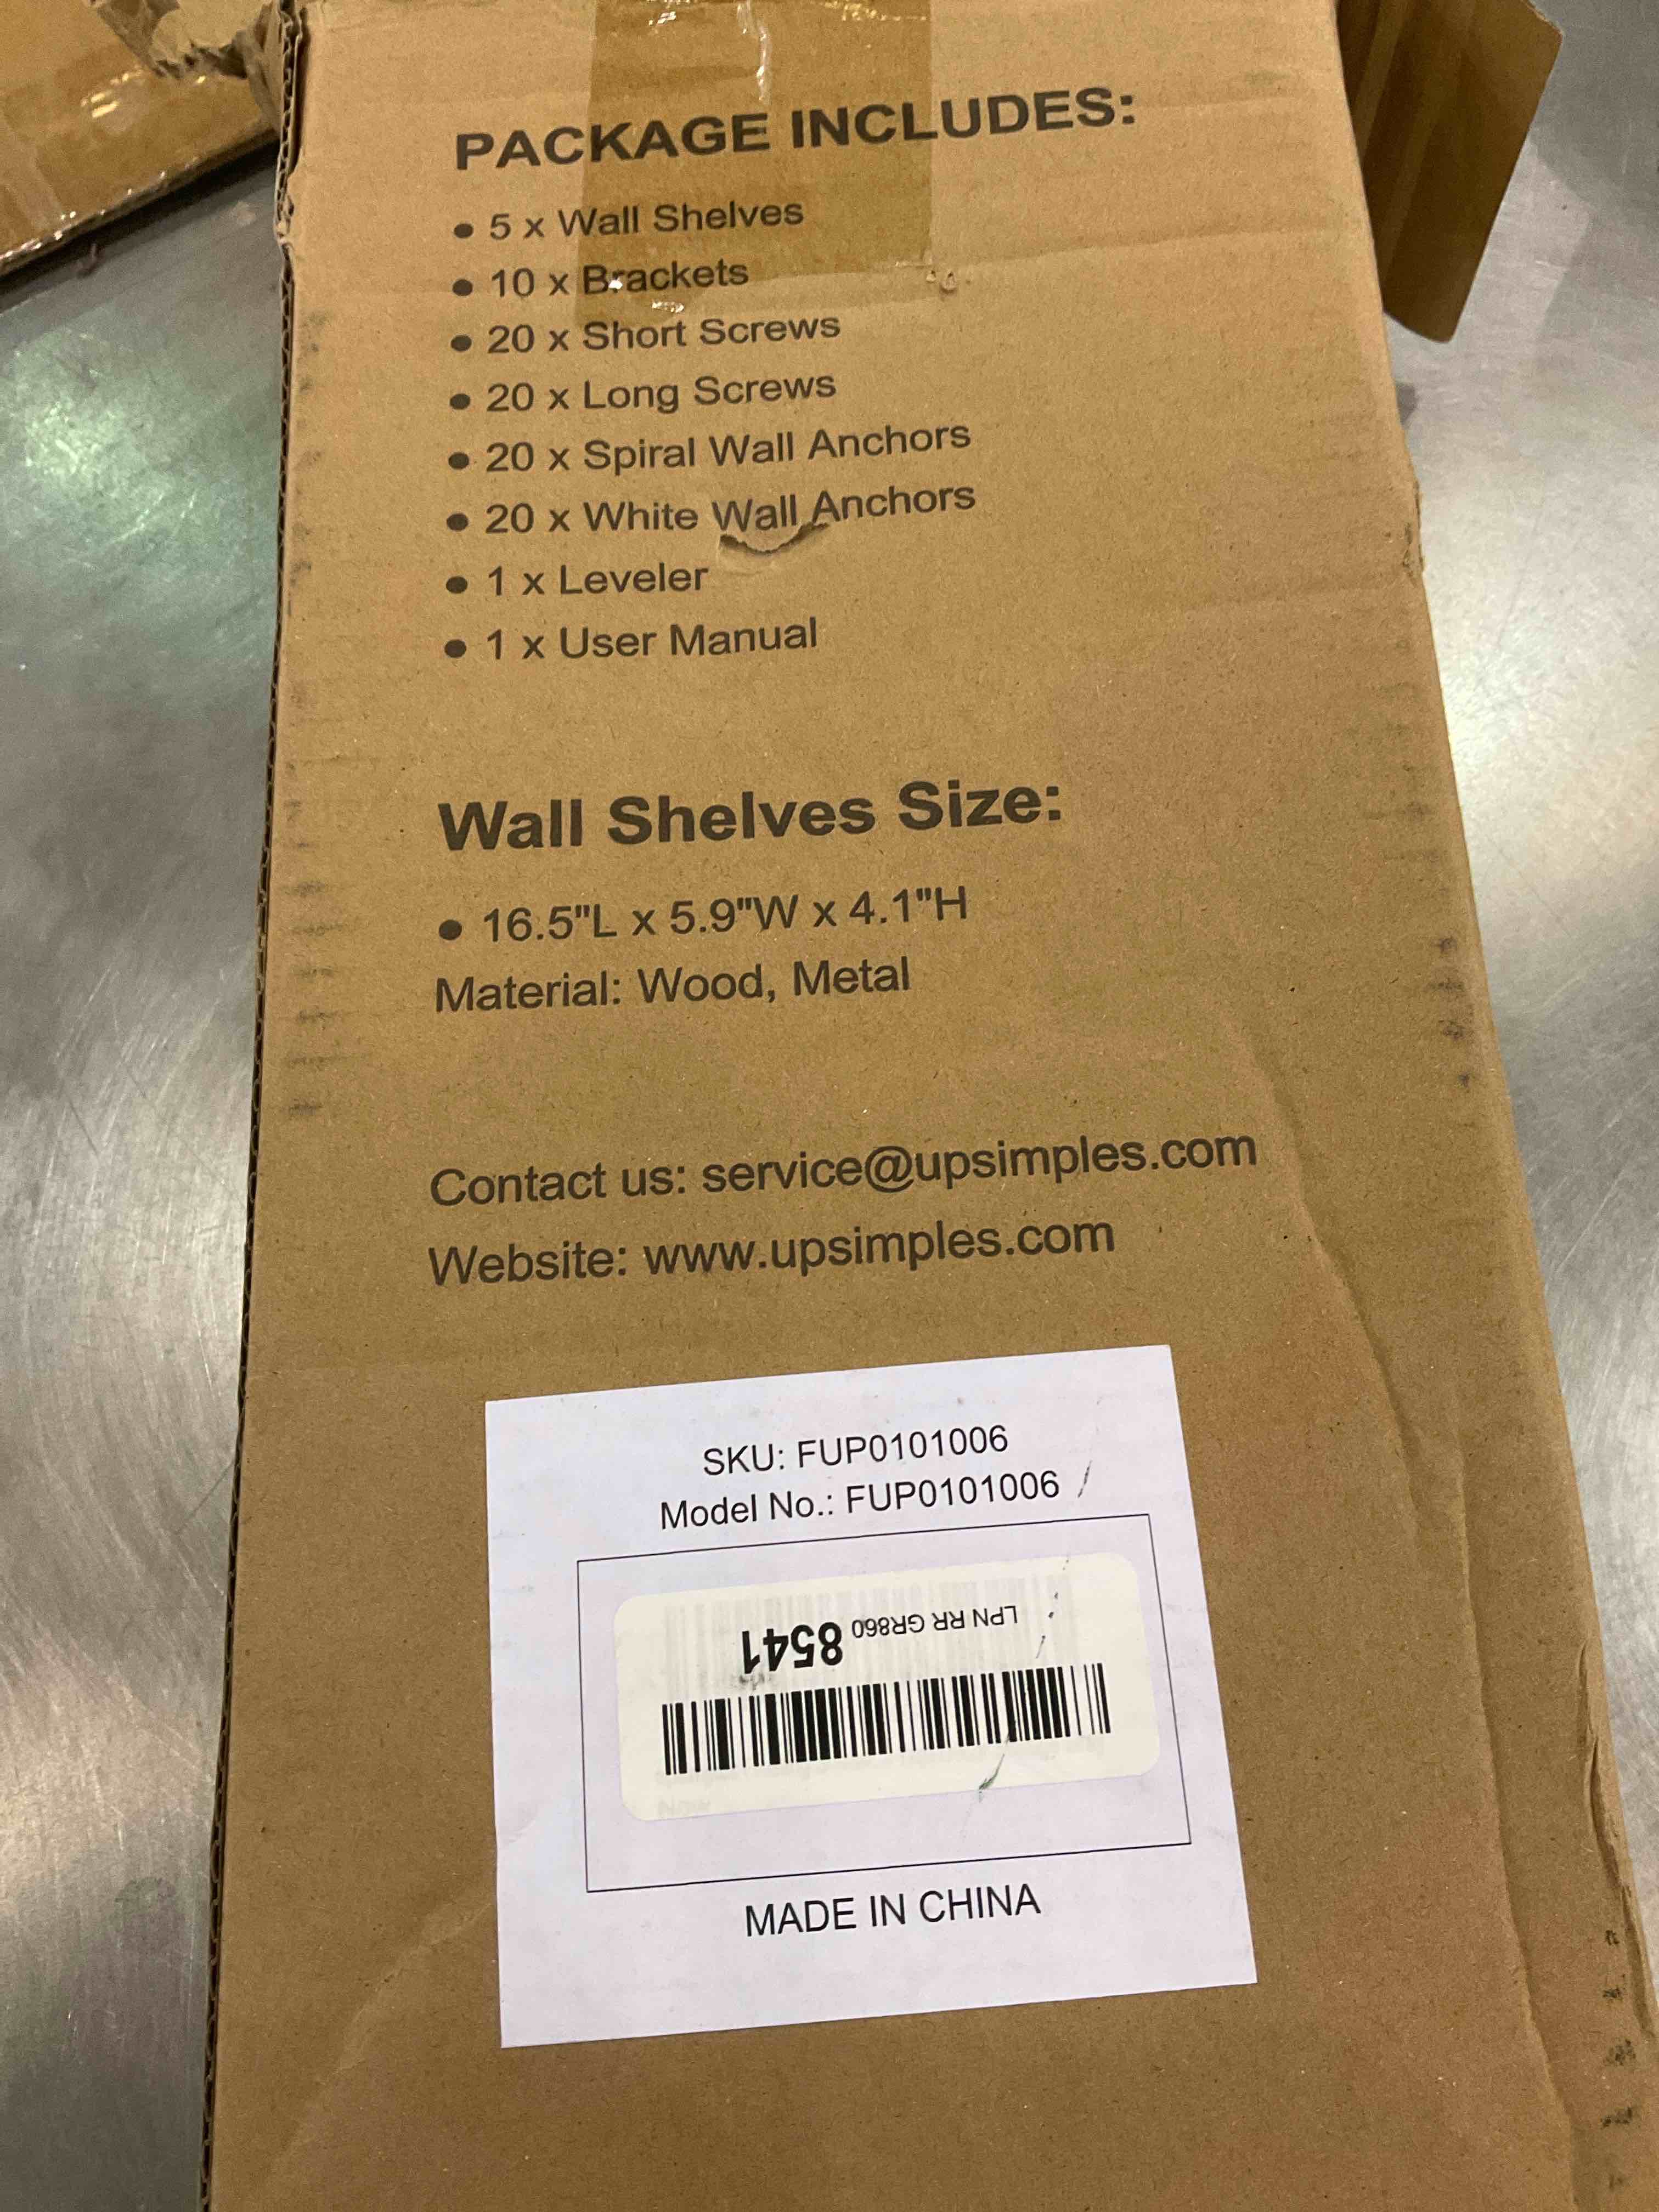 PACKAGE INCLUDES:
• 5 x Wall Shelves
• 10 x Brackets
• 20 x Short Screws
• 20 x Long Screws
• 20 x Spiral Wall Anchors
• 20 x White Wall Anchors
• 1 x Leveler
• 1 x User Manual
Wall Shelves Size:
• 16.5"L x 5.9"W x 4.1"H
Material: Wood, Metal
Contact us: service@upsimples.com
Website: www.upsimples.com
SKU: FUP0101006
Model No.: FUP0101006
LPN RR GR860 8541
MADE IN CHINA